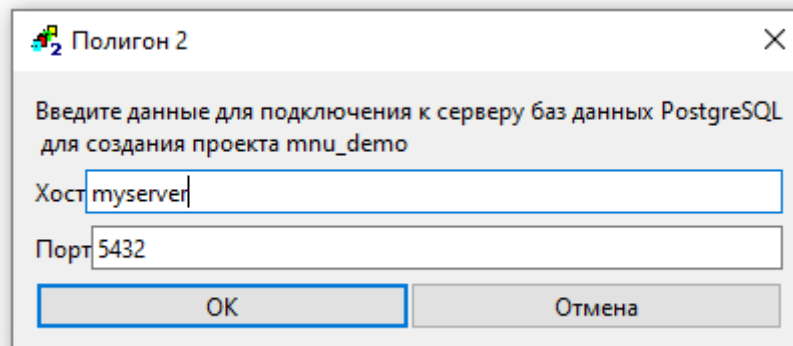 Полигон 2
Введите данные для подключения к серверу баз данных PostgreSQL
для создания проекта mnu_demo
Хост myserver
Порт 5432
ОК Отмена